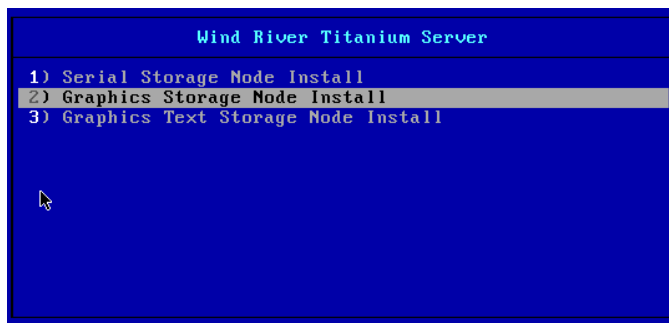 Wind River Titanium Server
1) Serial Storage Node Install
2) Graphics Storage Node Install
3) Graphics Text Storage Node Install